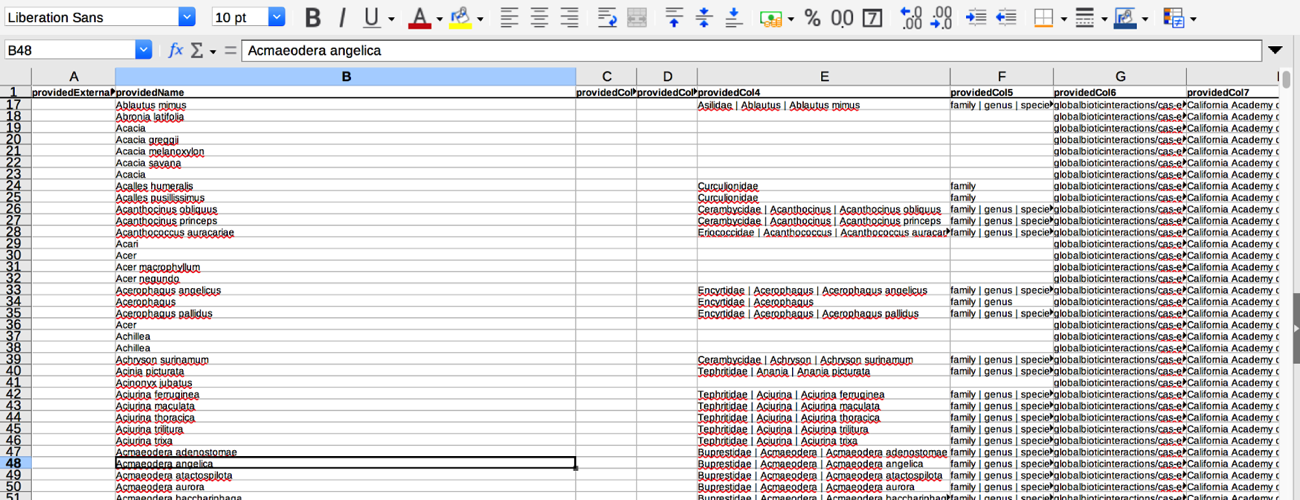 Liberation Sans 10 pt B I U A % 00 7 .00 .00
B48 fx Σ = Acmaeodera angelica
A B C D E F G
1 providedExterna providedName providedCol providedCol providedCol4 providedCol5 providedCol6 providedCol7
17 Ablautus mimus Asilidae | Ablautus | Ablautus mimus family | genus | specie globalbioticinteractions/cas-e California Academy
18 Abronia latifolia globalbioticinteractions/cas-e California Academy
19 Acacia globalbioticinteractions/cas-e California Academy
20 Acacia greggii globalbioticinteractions/cas-e California Academy
21 Acacia melanoxylon globalbioticinteractions/cas-e California Academy
22 Acacia savana globalbioticinteractions/cas-e California Academy
23 Acacia globalbioticinteractions/cas-e California Academy
24 Acalles humeralis Curculionidae family globalbioticinteractions/cas-e California Academy
25 Acalles pusillissimus Curculionidae family globalbioticinteractions/cas-e California Academy
26 Acanthocinus obliquus Cerambycidae | Acanthocinus | Acanthocinus obliquus family | genus | specie globalbioticinteractions/cas-e California Academy
27 Acanthocinus princeps Cerambycidae | Acanthocinus | Acanthocinus princeps family | genus | specie globalbioticinteractions/cas-e California Academy
28 Acanthococcus auracariae Eriococcidae | Acanthococcus | Acanthococcus auracar family | genus | specie globalbioticinteractions/cas-e California Academy
29 Acari globalbioticinteractions/cas-e California Academy
30 Acer globalbioticinteractions/cas-e California Academy
31 Acer macrophyllum globalbioticinteractions/cas-e California Academy
32 Acer negundo globalbioticinteractions/cas-e California Academy
33 Acerophagus angelicus Encyrtidae | Acerophagus | Acerophagus angelicus family | genus | specie globalbioticinteractions/cas-e California Academy
34 Acerophagus Encyrtidae | Acerophagus family | genus globalbioticinteractions/cas-e California Academy
35 Acerophagus pallidus Encyrtidae | Acerophagus | Acerophagus pallidus family | genus | specie globalbioticinteractions/cas-e California Academy
36 Acer globalbioticinteractions/cas-e California Academy
37 Achillea globalbioticinteractions/cas-e California Academy
38 Achillea globalbioticinteractions/cas-e California Academy
39 Achryson surinamum Cerambycidae | Achryson | Achryson surinamum family | genus | specie globalbioticinteractions/cas-e California Academy
40 Acinia picturata Tephritidae | Anania | Anania picturata family | genus | specie globalbioticinteractions/cas-e California Academy
41 Acinonyx jubatus globalbioticinteractions/cas-e California Academy
42 Aciurina ferruginea Tephritidae | Aciurina | Aciurina ferruginea family | genus | specie globalbioticinteractions/cas-e California Academy
43 Aciurina maculata Tephritidae | Aciurina | Aciurina maculata family | genus | specie globalbioticinteractions/cas-e California Academy
44 Aciurina thoracica Tephritidae | Aciurina | Aciurina thoracica family | genus | specie globalbioticinteractions/cas-e California Academy
45 Aciurina trilitura Tephritidae | Aciurina | Aciurina trilitura family | genus | specie globalbioticinteractions/cas-e California Academy
46 Aciurina trixa Tephritidae | Aciurina | Aciurina trixa family | genus | specie globalbioticinteractions/cas-e California Academy
47 Acmaeodera adenostomae Buprestidae | Acmaeodera | Acmaeodera adenostomae family | genus | specie globalbioticinteractions/cas-e California Academy
48 Acmaeodera angelica Buprestidae | Acmaeodera | Acmaeodera angelica family | genus | specie globalbioticinteractions/cas-e California Academy
49 Acmaeodera atactospilota Buprestidae | Acmaeodera | Acmaeodera atactospilota family | genus | specie globalbioticinteractions/cas-e California Academy
50 Acmaeodera aurora Buprestidae | Acmaeodera | Acmaeodera aurora family | genus | specie globalbioticinteractions/cas-e California Academy
51 Acmaeodera baccharinhaga Buprestidae | Acmaeodera | Acmaeodera family | genus | specie globalbioticinteractions/cas-e California Academy